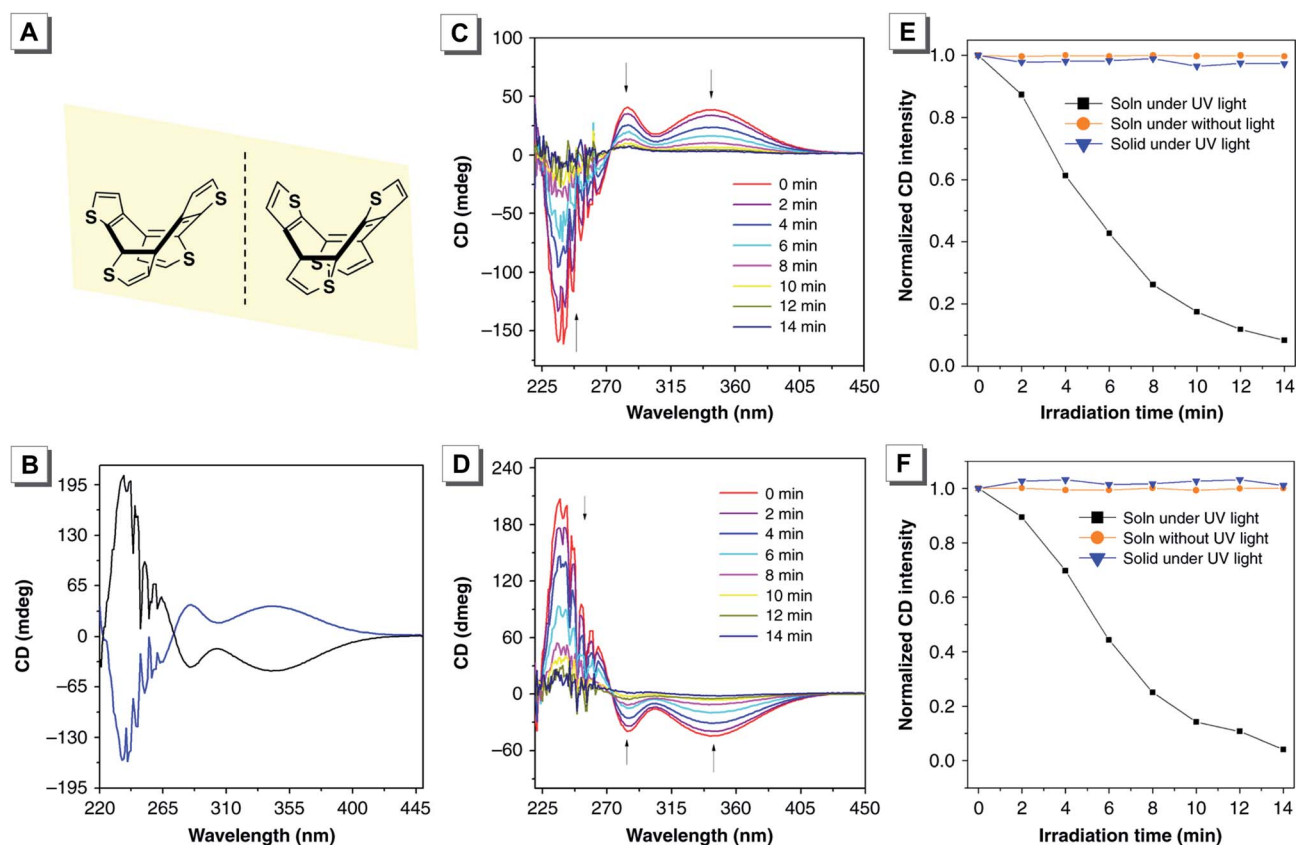 A
S
S
S
S
S
S
S
S
B
195
130
65
0
–65
–130
–195
CD (meg)
220
265
310
355
400
445
Wavelength (nm)
C
100
50
0
–50
–100
–150
CD (mdeg)
0 min
2 min
4 min
6 min
8 min
10 min
12 min
14 min
225
270
315
360
405
450
Wavelength (nm)
D
240
180
120
60
0
–60
CD (dmeg)
0 min
2 min
4 min
6 min
8 min
10 min
12 min
14 min
225
270
315
360
405
450
Wavelength (nm)
E
1.0
0.8
0.6
0.4
0.2
0.0
Normalized CD intensity
Soln under UV light
Soln under without light
Solid under UV light
0
2
4
6
8
10
12
14
Irradiation time (min)
F
1.0
0.8
0.6
0.4
0.2
0.0
Normalized CD intensity
Soln under UV light
Soln without UV light
Solid under UV light
0
2
4
6
8
10
12
14
Irradiation time (min)